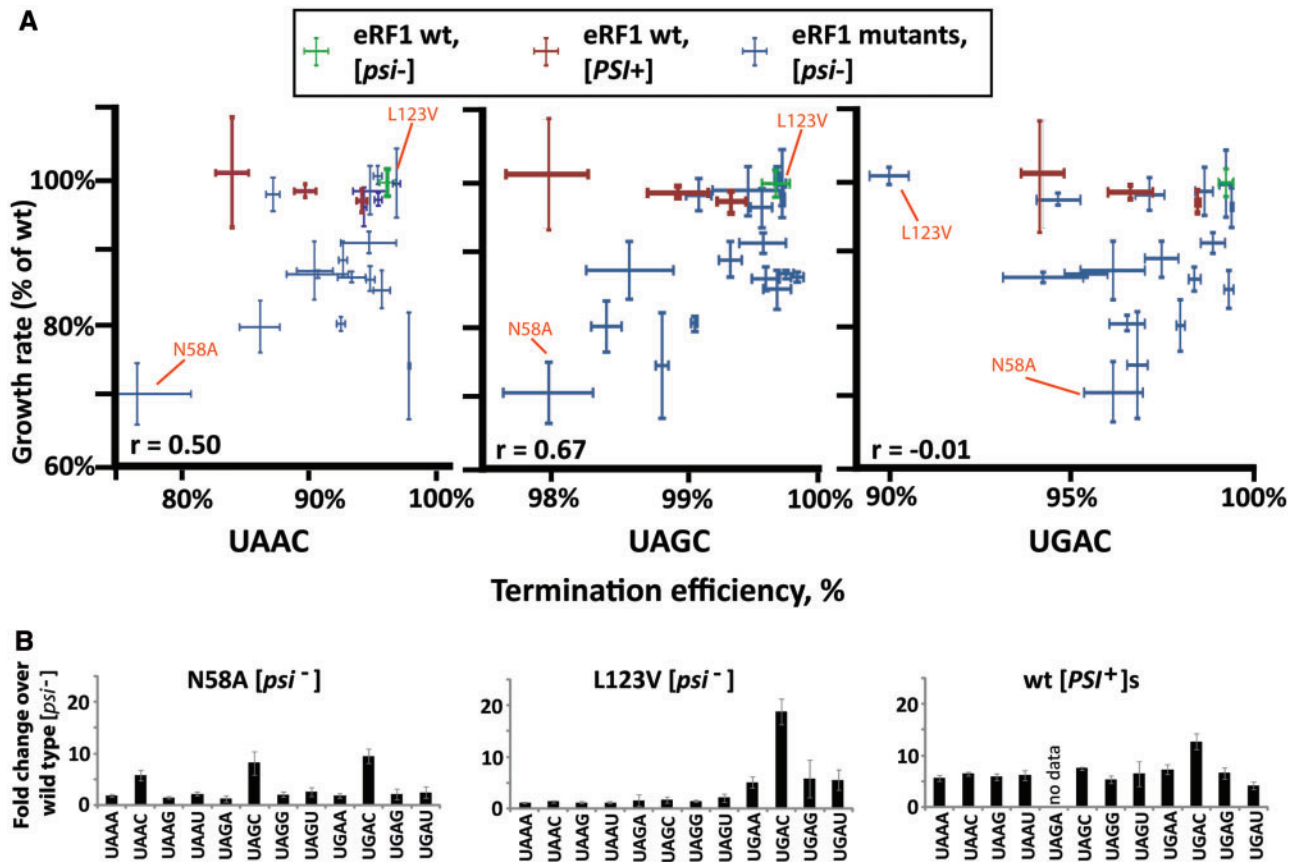 A
eRF1 wt, eRF1 wt, eRF1 mutants,
[psi-] [PSI+] [psi-]
Growth rate (% of wt)
100%
80%
60%
L123V
N58A
r = 0.50
80% 90% 100%
UAAC
L123V
N58A
r = 0.67
98% 99% 100%
UAGC
L123V
N58A
r = -0.01
90% 95% 100%
UGAC
Termination efficiency, %
B
Fold change over
wild type [psi-]
N58A [psi -]
20
10
0
UAAA UAAC UAAG UAAU UAGA UAGC UAGG UAGU UGAA UGAC UGAG UGAU
L123V [psi -]
20
10
0
UAAA UAAC UAAG UAAU UAGA UAGC UAGG UAGU UGAA UGAC UGAG UGAU
wt [PSI+]s
20
10
0
no data
UAAA UAAC UAAG UAAU UAGA UAGC UAGG UAGU UGAA UGAC UGAG UGAU